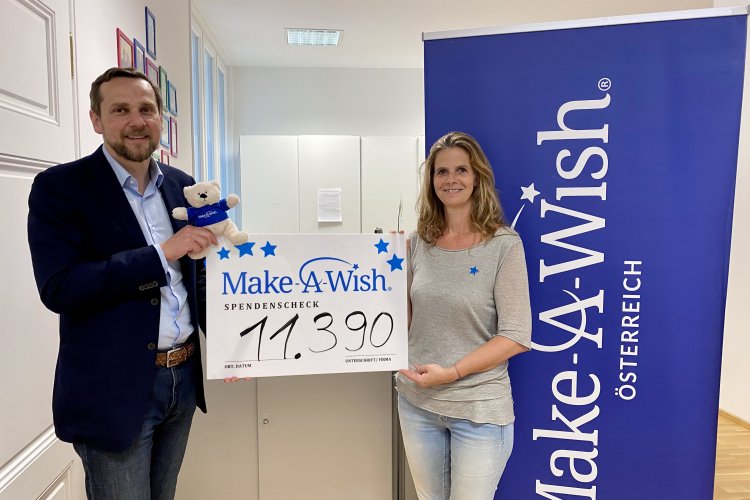 Make-A-Wish®
SPENDENSCHECK
11.390
ORT, DATUM UNTERSCHRIFT/ FIRMA
Make-A-Wish®
ÖSTERREICH